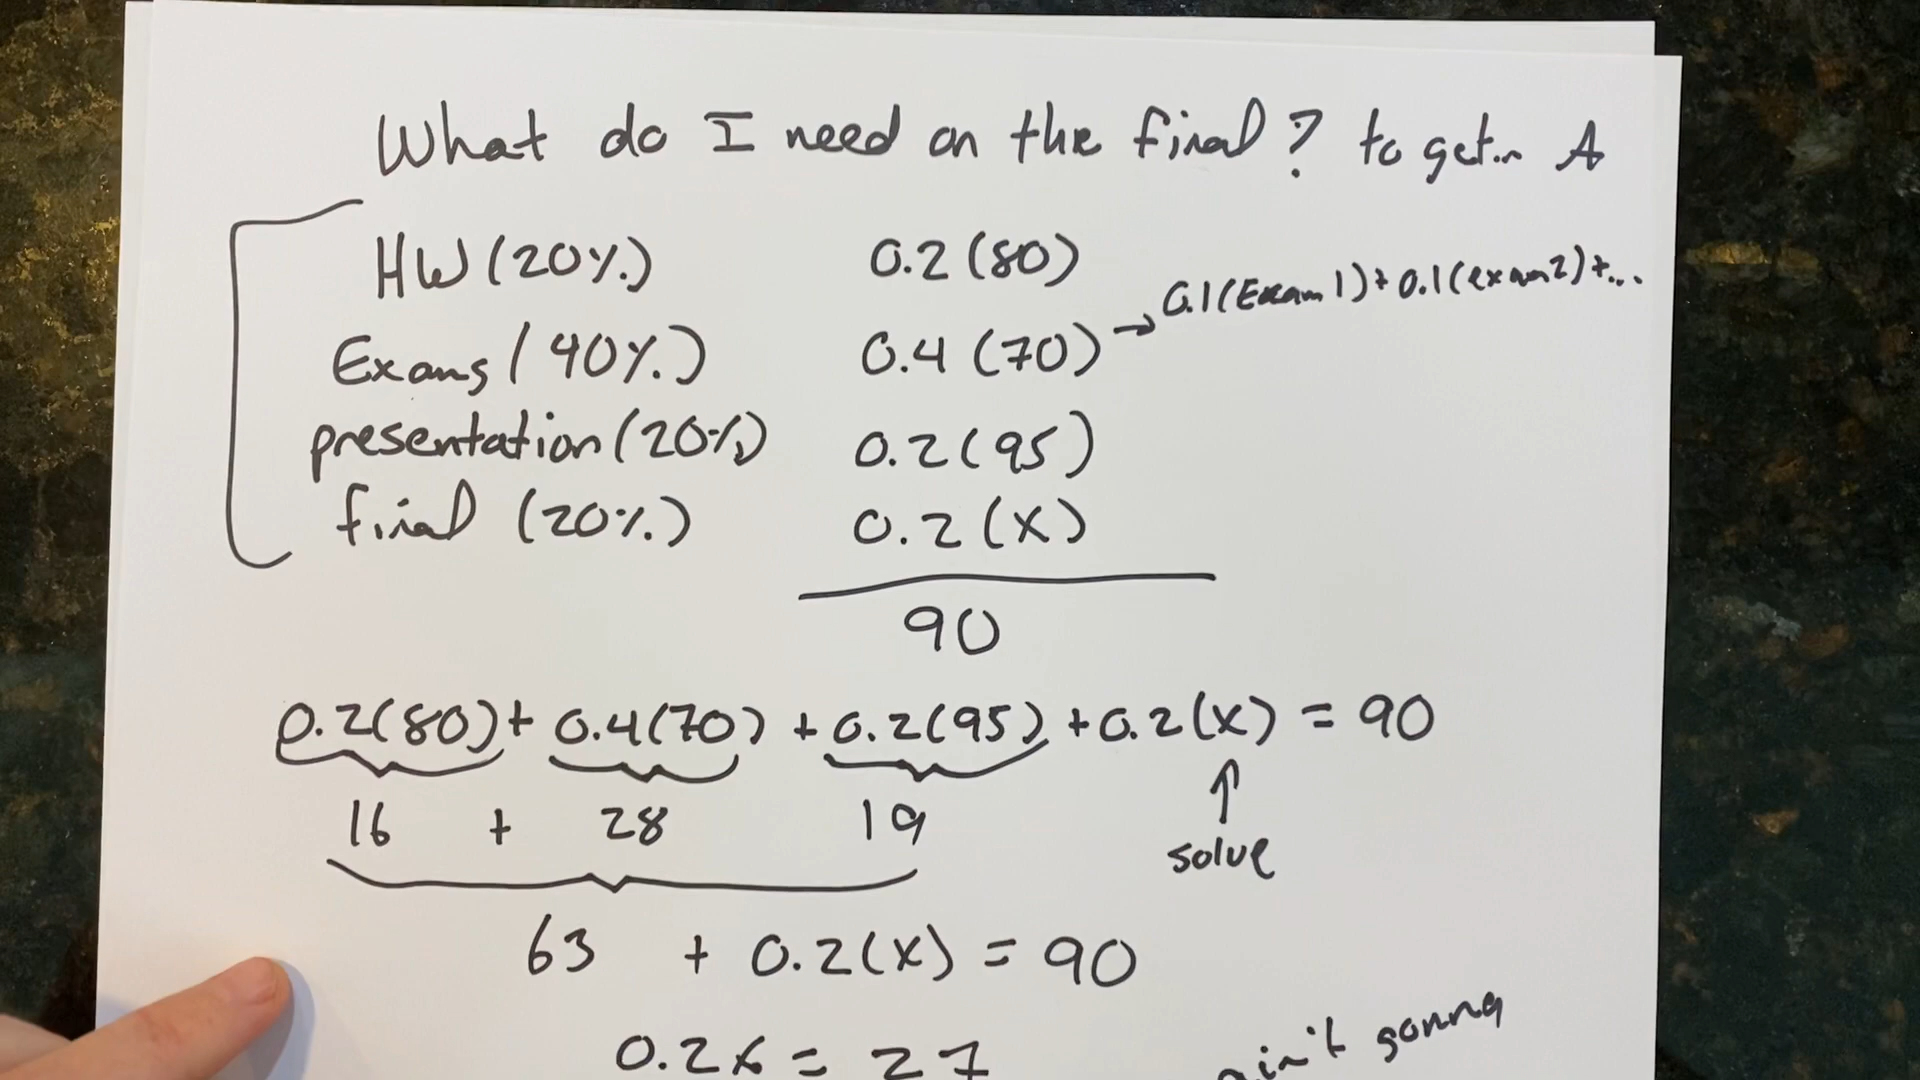 What do I need on the final? to get.. A
HW (20%.) 0.2 (80)
Exams (40%.) 0.4 (70) → 0.1(Exam 1) + 0.1(exam 2) + ...
presentation (20%) 0.2 (95)
final (20%.) 0.2 (x)
90
0.2(80) + 0.4(70) + 0.2(95) + 0.2(x) = 90
16 + 28 19
solve
63 + 0.2(x) = 90
0.2x = 27
ain't gonna